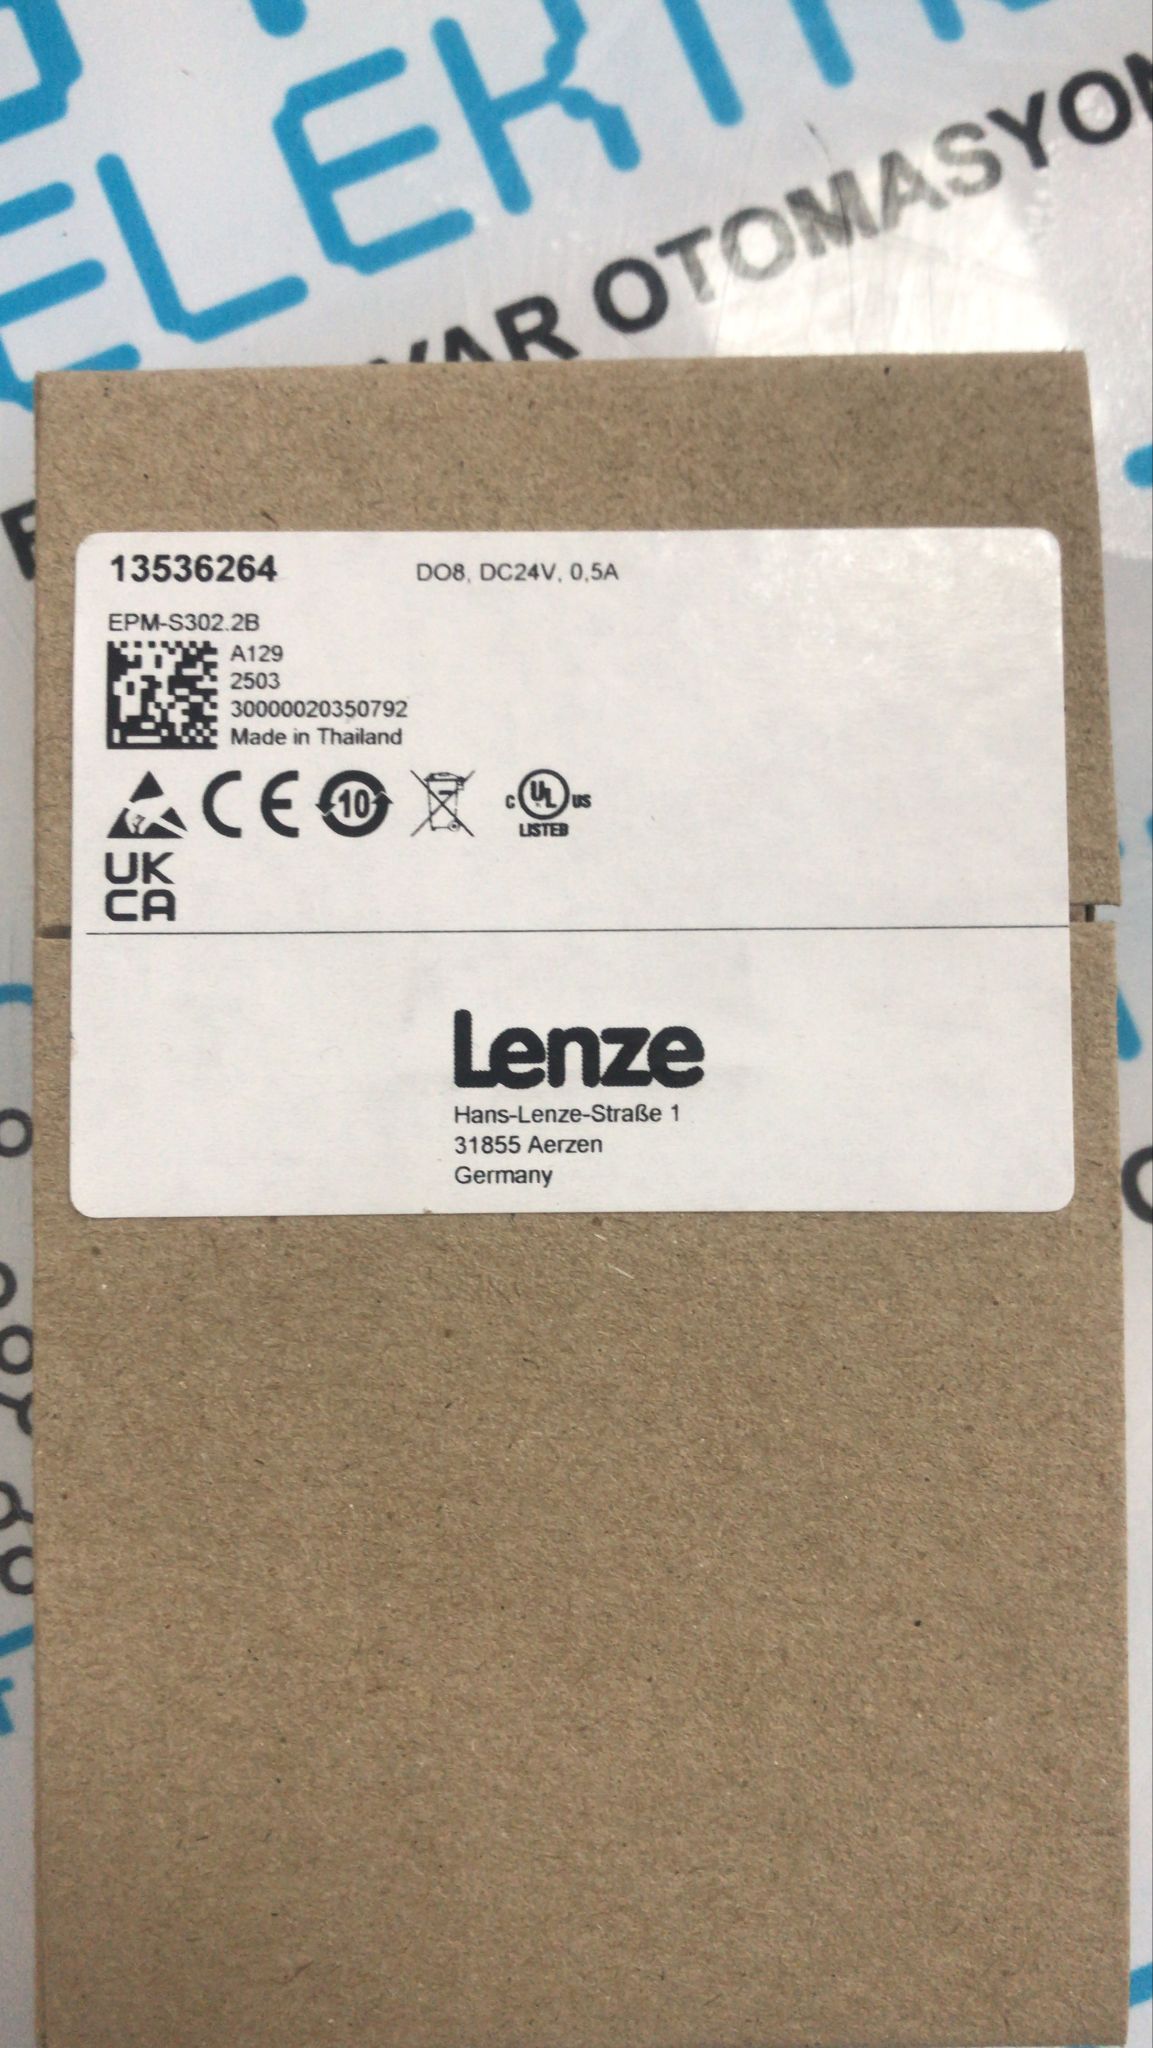 ELEKTR
VAR OTOMASYON
13536264
DO8, DC24V, 0,5A
EPM-S302.2B
A129
2503
30000020350792
Made in Thailand
CE
10
C UL US
LISTED
UK
CA
Lenze
Hans-Lenze-Straße 1
31855 Aerzen
Germany